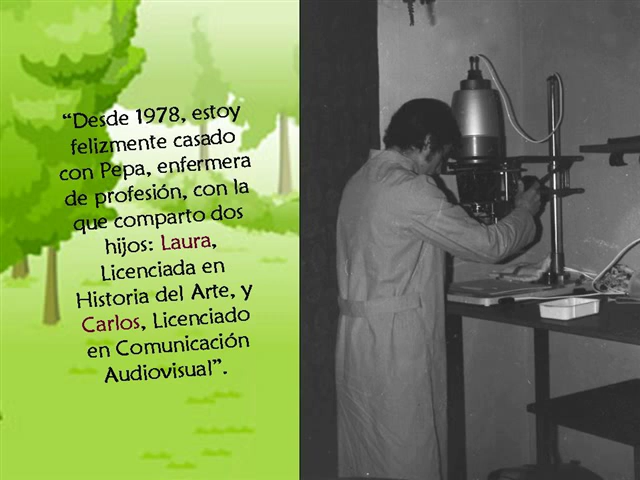 “Desde 1978, estoy
felizmente casado
con Pepa, enfermera
de profesión, con la
que comparto dos
hijos: Laura,
Licenciada en
Historia del Arte, y
Carlos, Licenciado
en Comunicación
Audiovisual”.